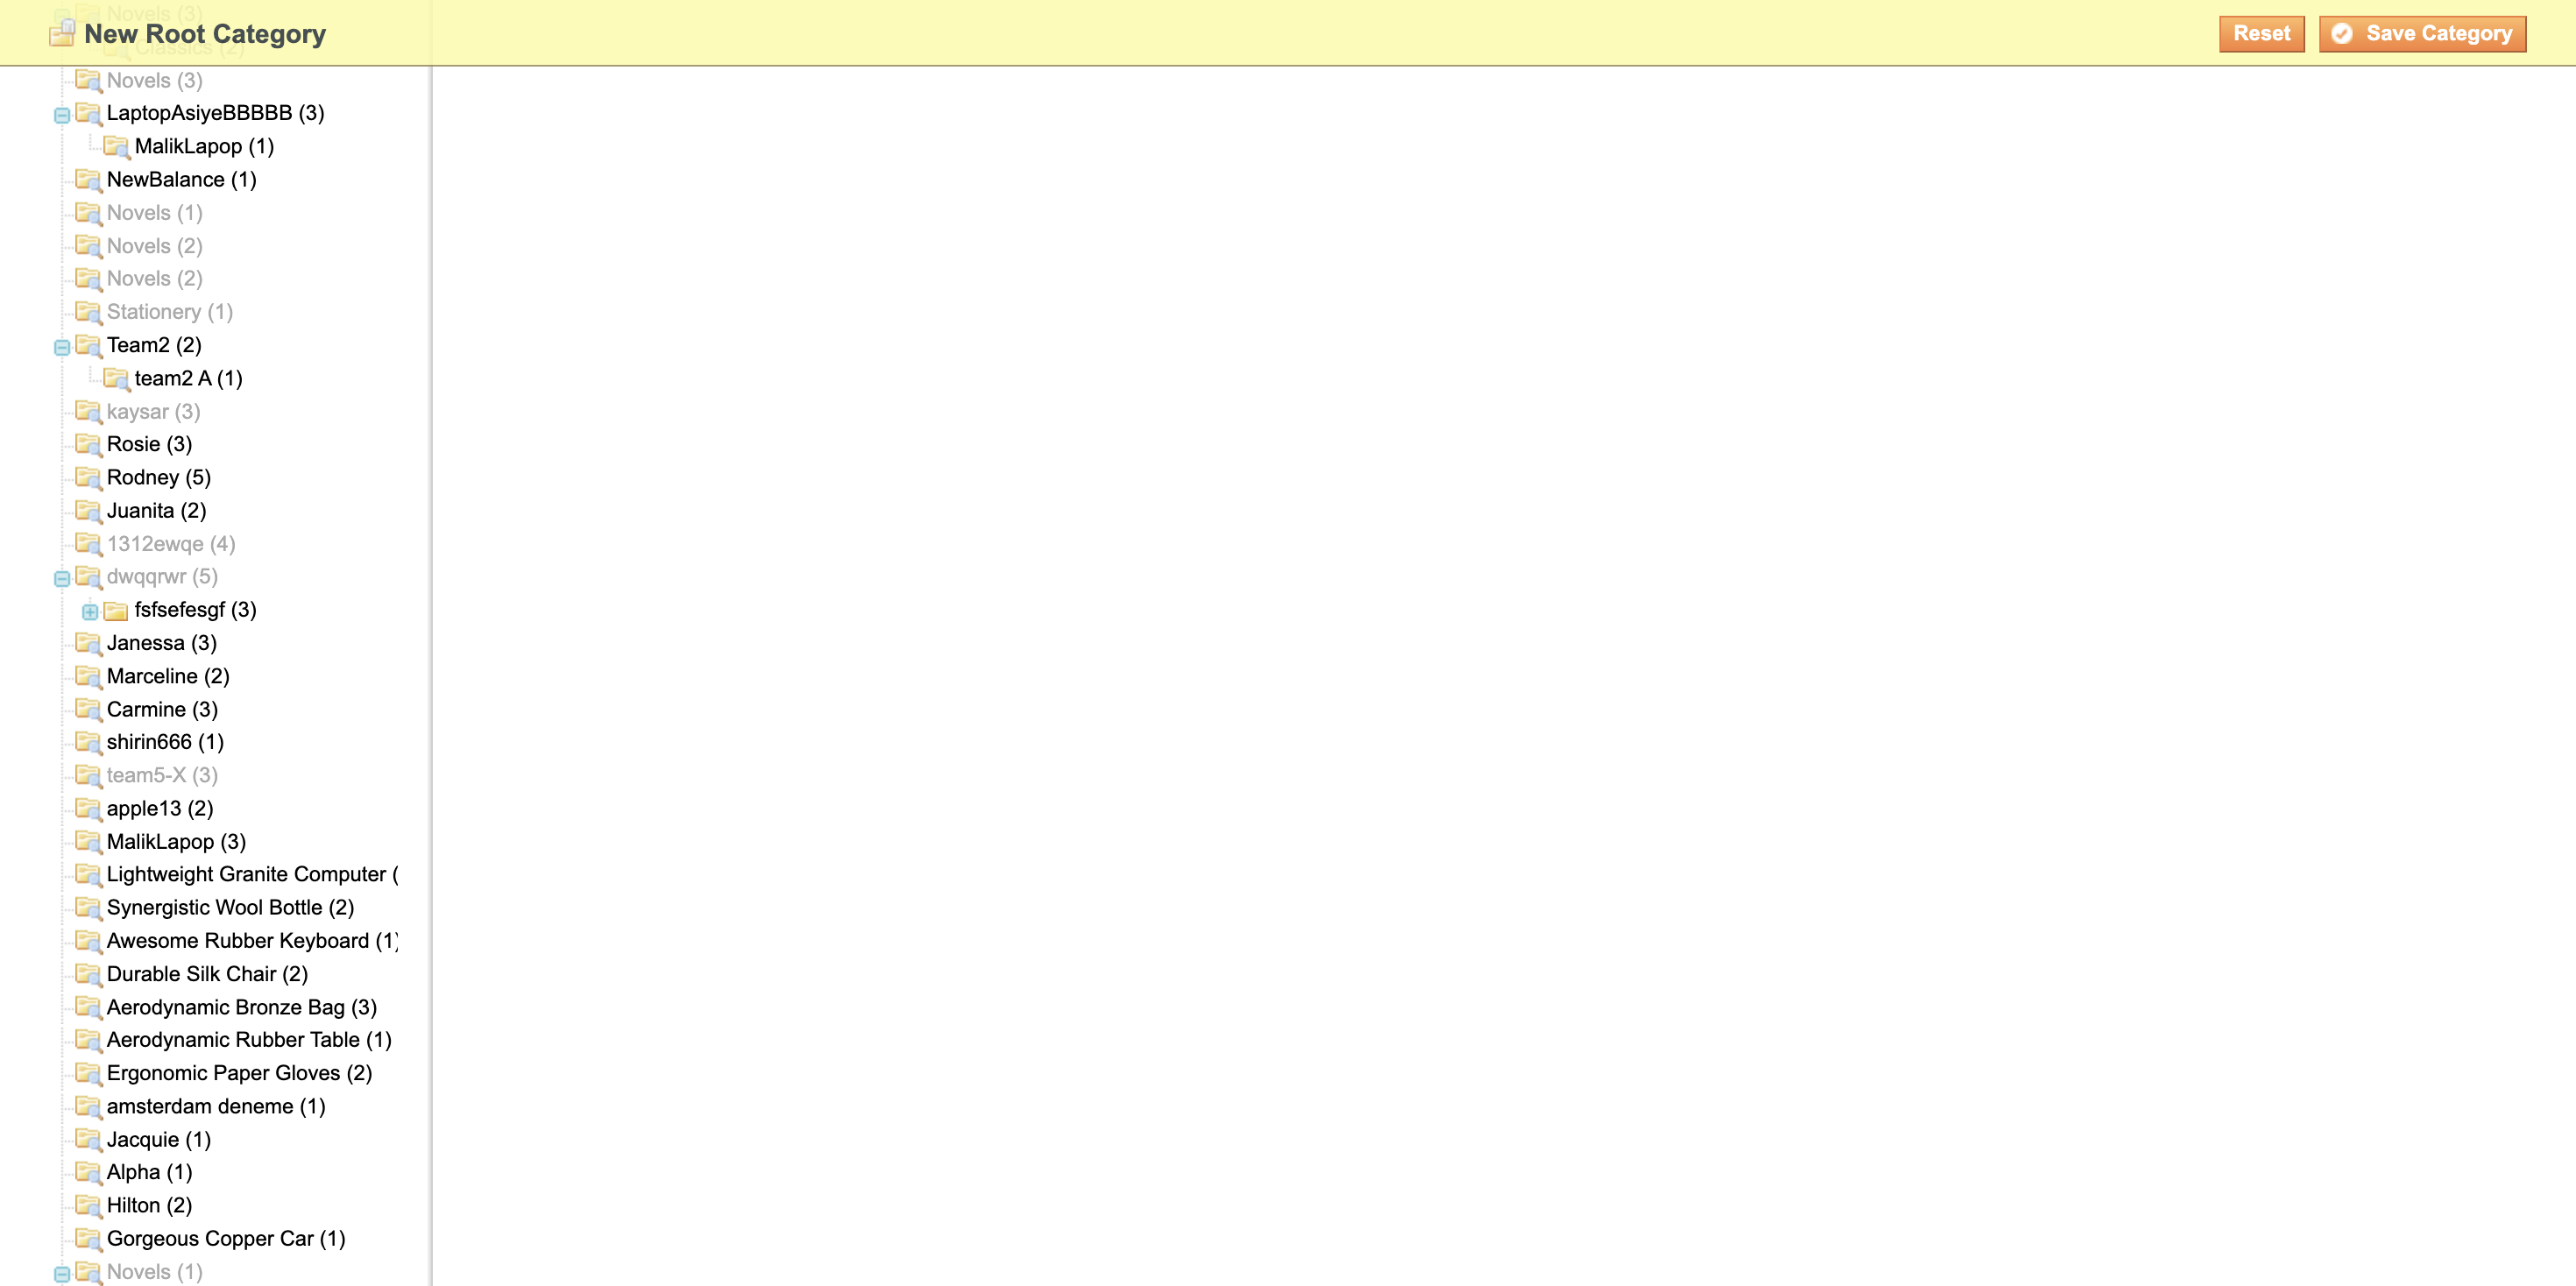 Novels (3)
New Root Category
Reset
Save Category
Classics (2)
Novels (3)
LaptopAsiyeBBBBB (3)
MalikLapop (1)
NewBalance (1)
Novels (1)
Novels (2)
Novels (2)
Stationery (1)
Team2 (2)
team2 A (1)
kaysar (3)
Rosie (3)
Rodney (5)
Juanita (2)
1312ewqe (4)
dwqqrwr (5)
fsfsefesgf (3)
Janessa (3)
Marceline (2)
Carmine (3)
shirin666 (1)
team5-X (3)
apple13 (2)
MalikLapop (3)
Lightweight Granite Computer (
Synergistic Wool Bottle (2)
Awesome Rubber Keyboard (1)
Durable Silk Chair (2)
Aerodynamic Bronze Bag (3)
Aerodynamic Rubber Table (1)
Ergonomic Paper Gloves (2)
amsterdam deneme (1)
Jacquie (1)
Alpha (1)
Hilton (2)
Gorgeous Copper Car (1)
Novels (1)